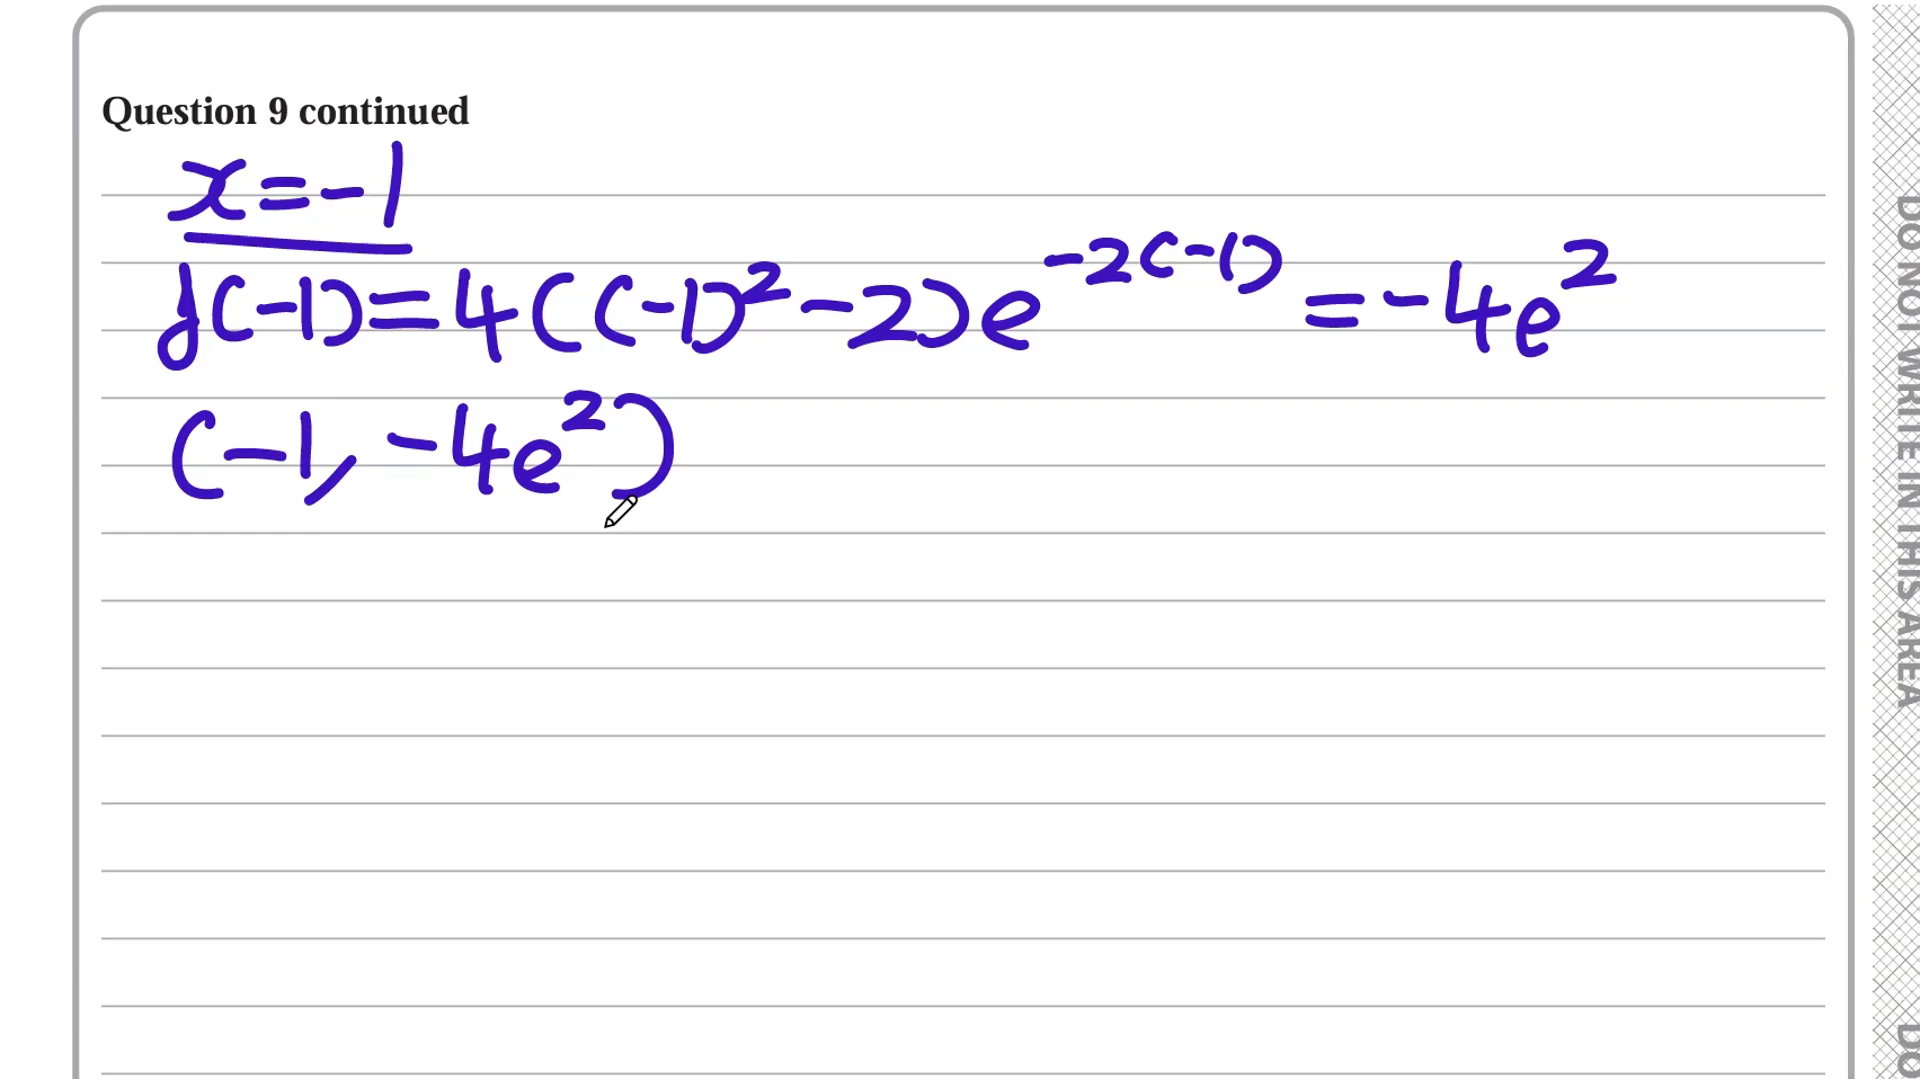 Question 9 continued
x=-1
f(-1)=4((-1)²-2)e^{-2(-1)} = -4e²
(-1, -4e²)
DO NOT WRITE IN THIS AREA
DO